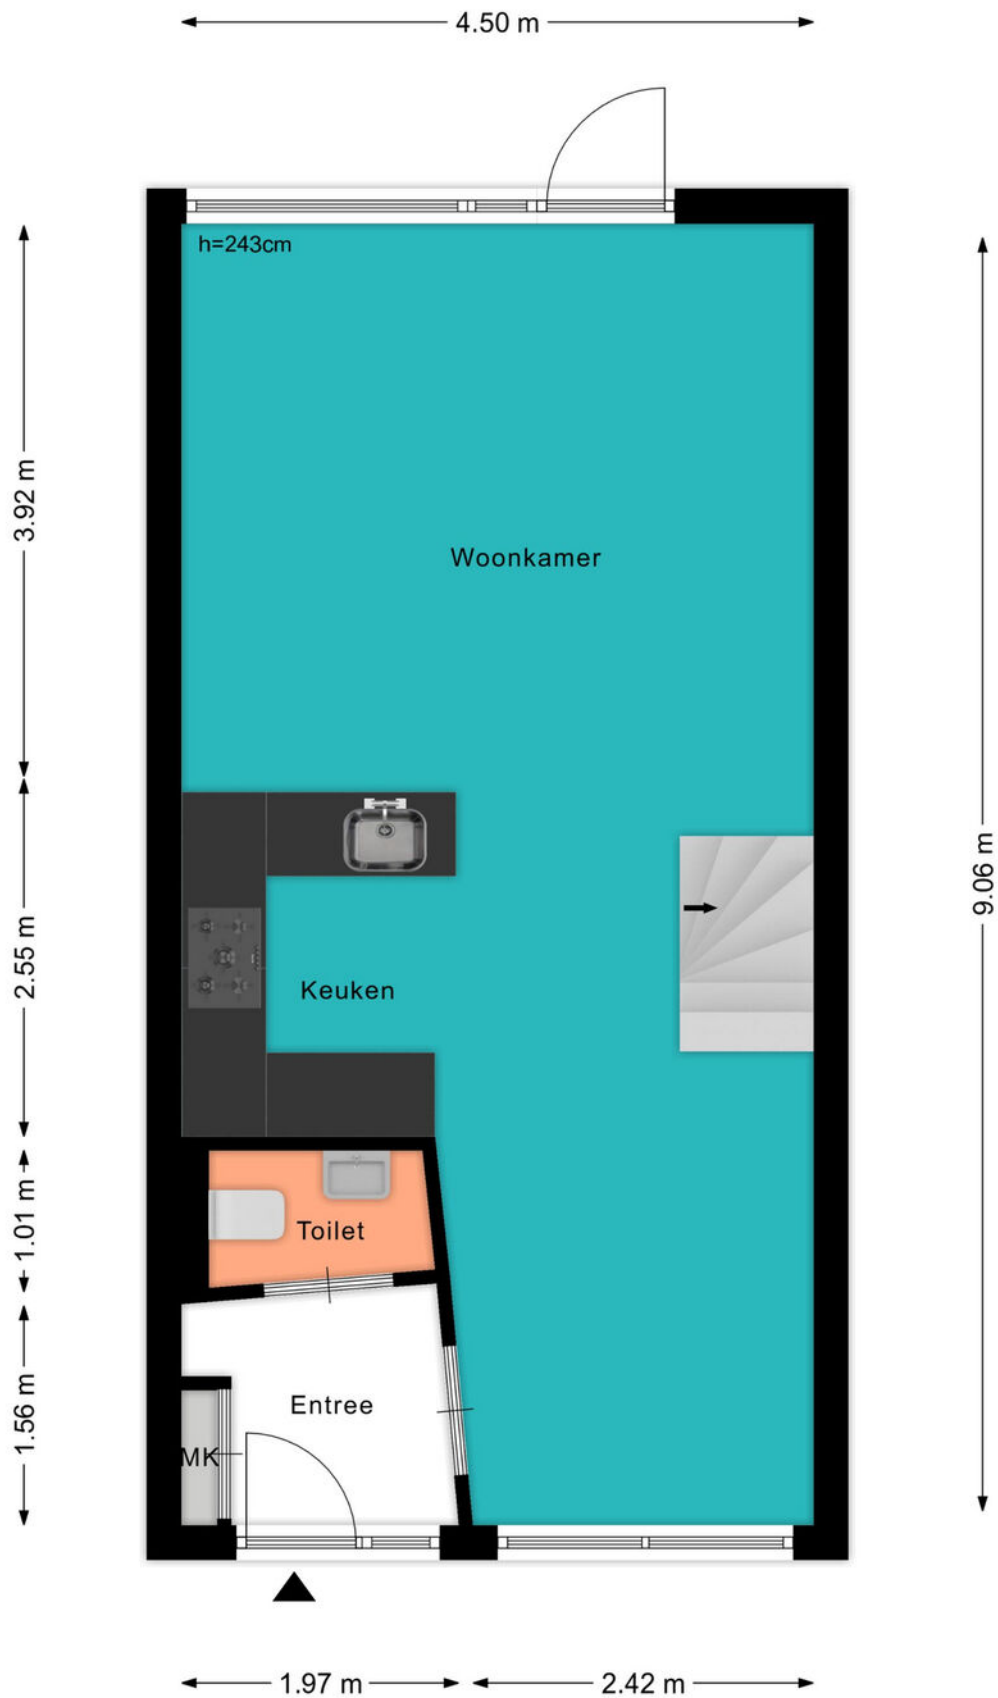 4.50 m
h=243cm
3.92 m
Woonkamer
9.06 m
2.55 m
Keuken
1.01 m
Toilet
1.56 m
Entree
MK
1.97 m
2.42 m